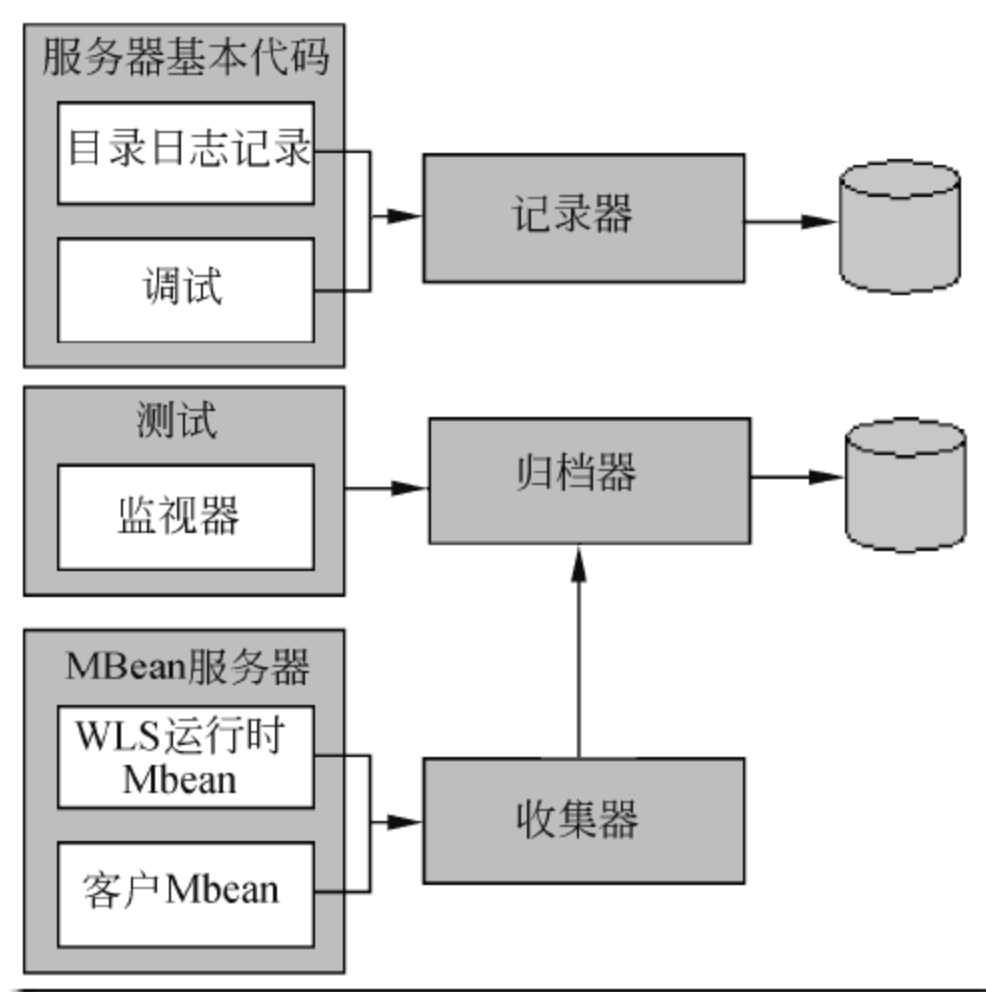 服务器基本代码
目录日志记录
调试
记录器
测试
监视器
归档器
MBean服务器
WLS运行时
Mbean
客户Mbean
收集器